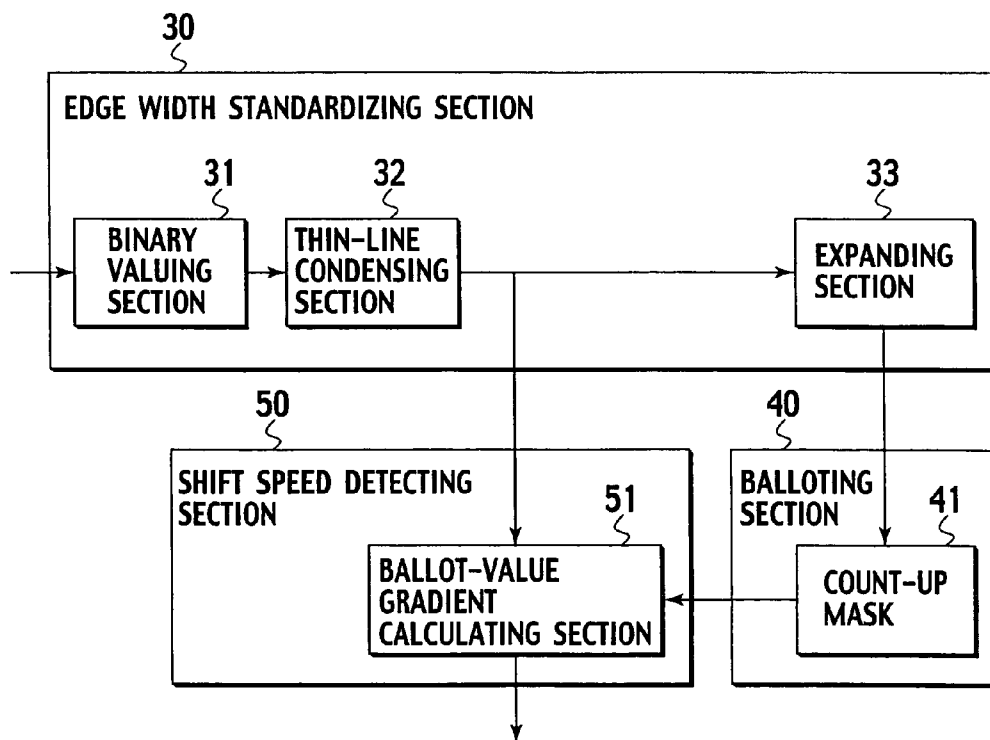 30
EDGE WIDTH STANDARDIZING SECTION
31
32
33
BINARY
VALUING
SECTION
THIN-LINE
CONDENSING
SECTION
EXPANDING
SECTION
50
40
SHIFT SPEED DETECTING
SECTION
BALLOTING
SECTION
51
41
BALLOT-VALUE
GRADIENT
CALCULATING SECTION
COUNT-UP
MASK